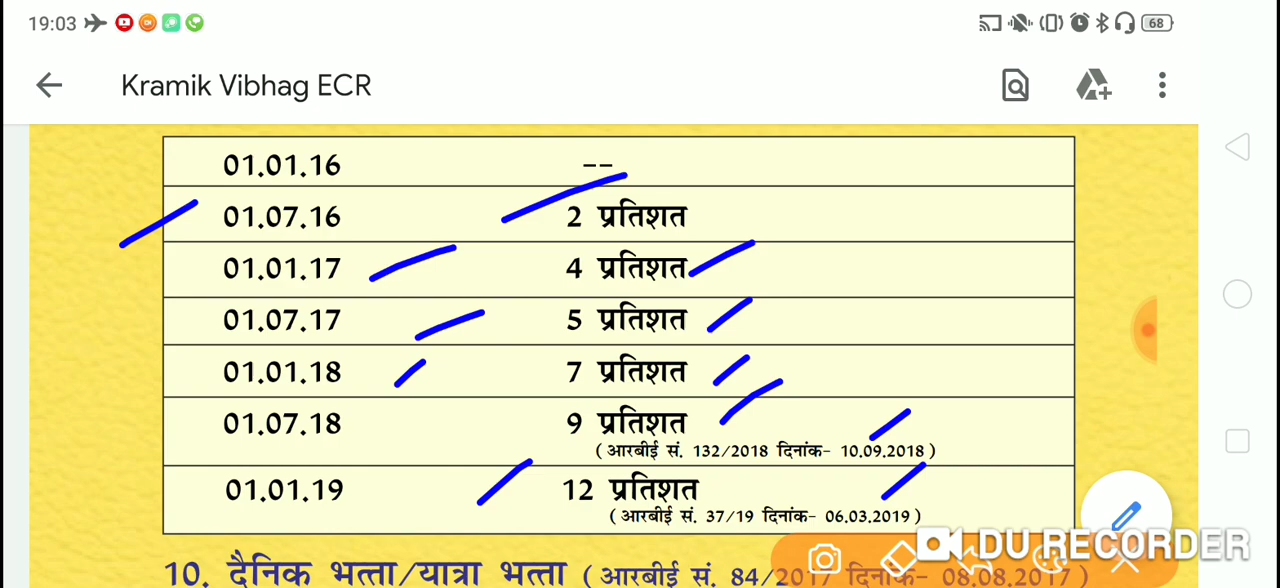 19:03 68
Kramik Vibhag ECR
01.01.16 --
01.07.16 2 प्रतिशत
01.01.17 4 प्रतिशत
01.07.17 5 प्रतिशत
01.01.18 7 प्रतिशत
01.07.18 9 प्रतिशत
(आरबीई सं. 132/2018 दिनांक- 10.09.2018)
01.01.19 12 प्रतिशत
(आरबीई सं. 37/19 दिनांक- 06.03.2019)
DU RECORDER
10. दैनिक भत्ता/यात्रा भत्ता (आरबीई सं. 84/2017 दिनांक- 08.08.2017)